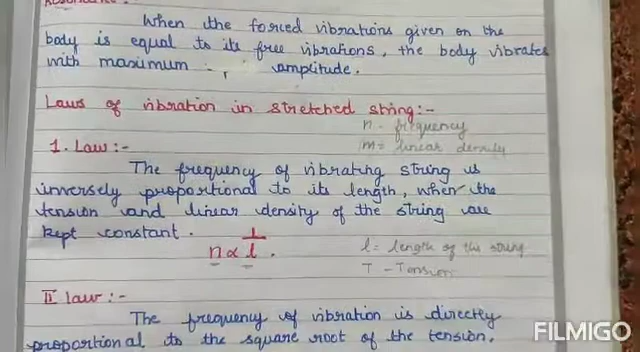 Resonance:-
When the forced vibrations given on the
body is equal to its free vibrations, the body vibrates
with maximum amplitude.
Laws of vibration in stretched string:-
n - frequency
m = linear density
1. Law:-
The frequency of vibrating string is
inversely proportional to its length, when the
tension and linear density of the string are
kept constant.
n ∝ 1/l.
l = length of the string
T - Tension
II law:-
The frequency of vibration is directly
proportional to the square root of the tension,
FILMIGO